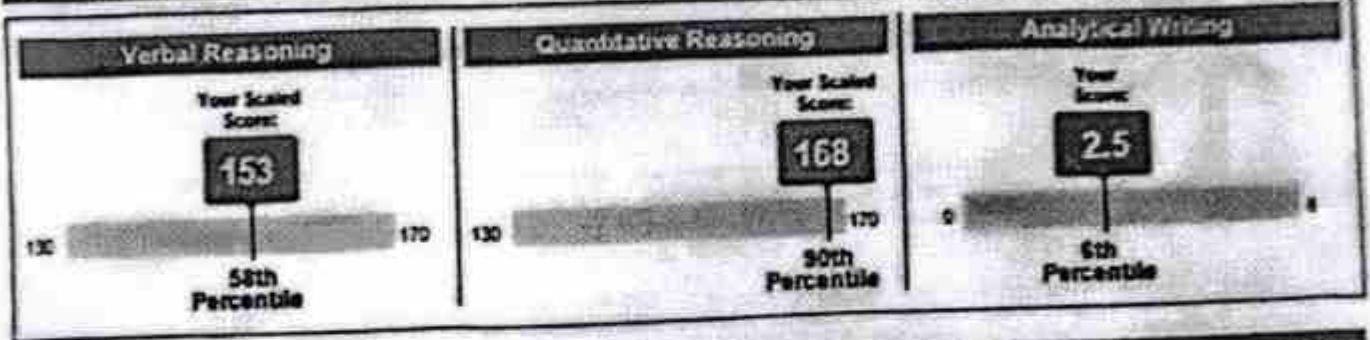 Verbal Reasoning
Your Scaled
Score:
153
130
170
58th
Percentile
Quantitative Reasoning
Your Scaled
Score:
168
130
170
90th
Percentile
Analytical Writing
Your
Score:
2.5
0
Percentile